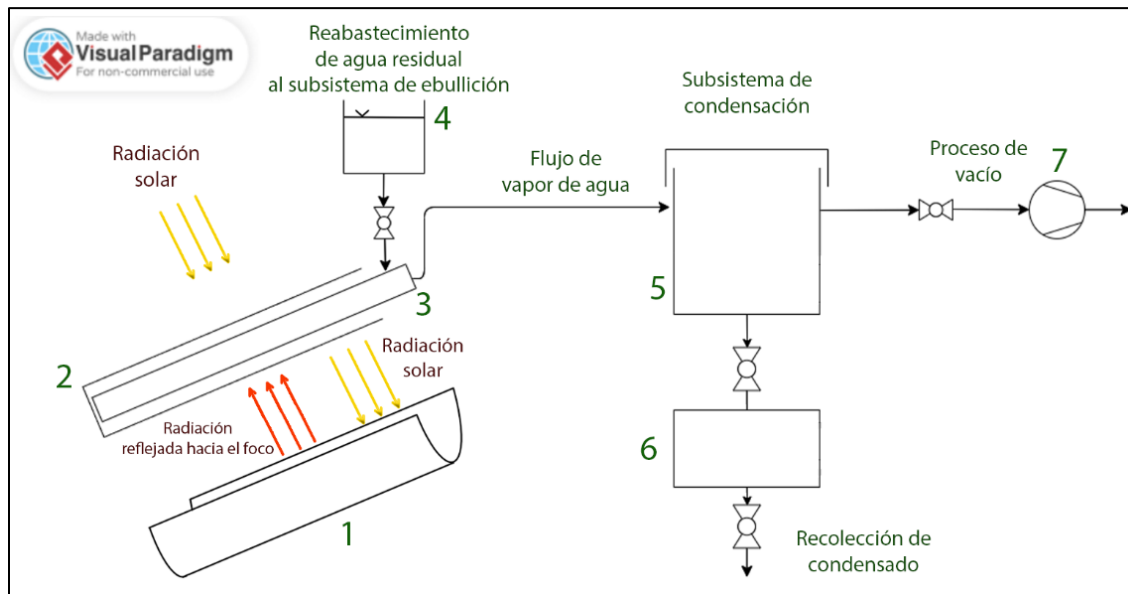 Made with
Visual Paradigm
For non-commercial use
Reabastecimiento
de agua residual
al subsistema de ebullición
4
Radiación
solar
Flujo de
vapor de agua
Subsistema de
condensación
Proceso de
vacío
7
3
5
2
Radiación
solar
Radiación
reflejada hacia el foco
1
6
Recolección de
condensado